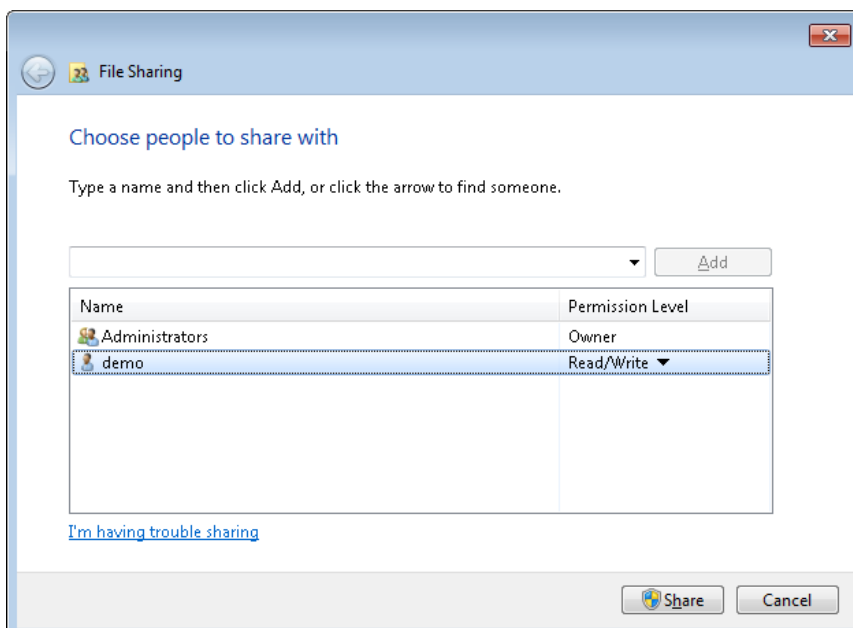 File Sharing
Choose people to share with
Type a name and then click Add, or click the arrow to find someone.
Add
Name Permission Level
Administrators Owner
demo Read/Write
I'm having trouble sharing
Share Cancel